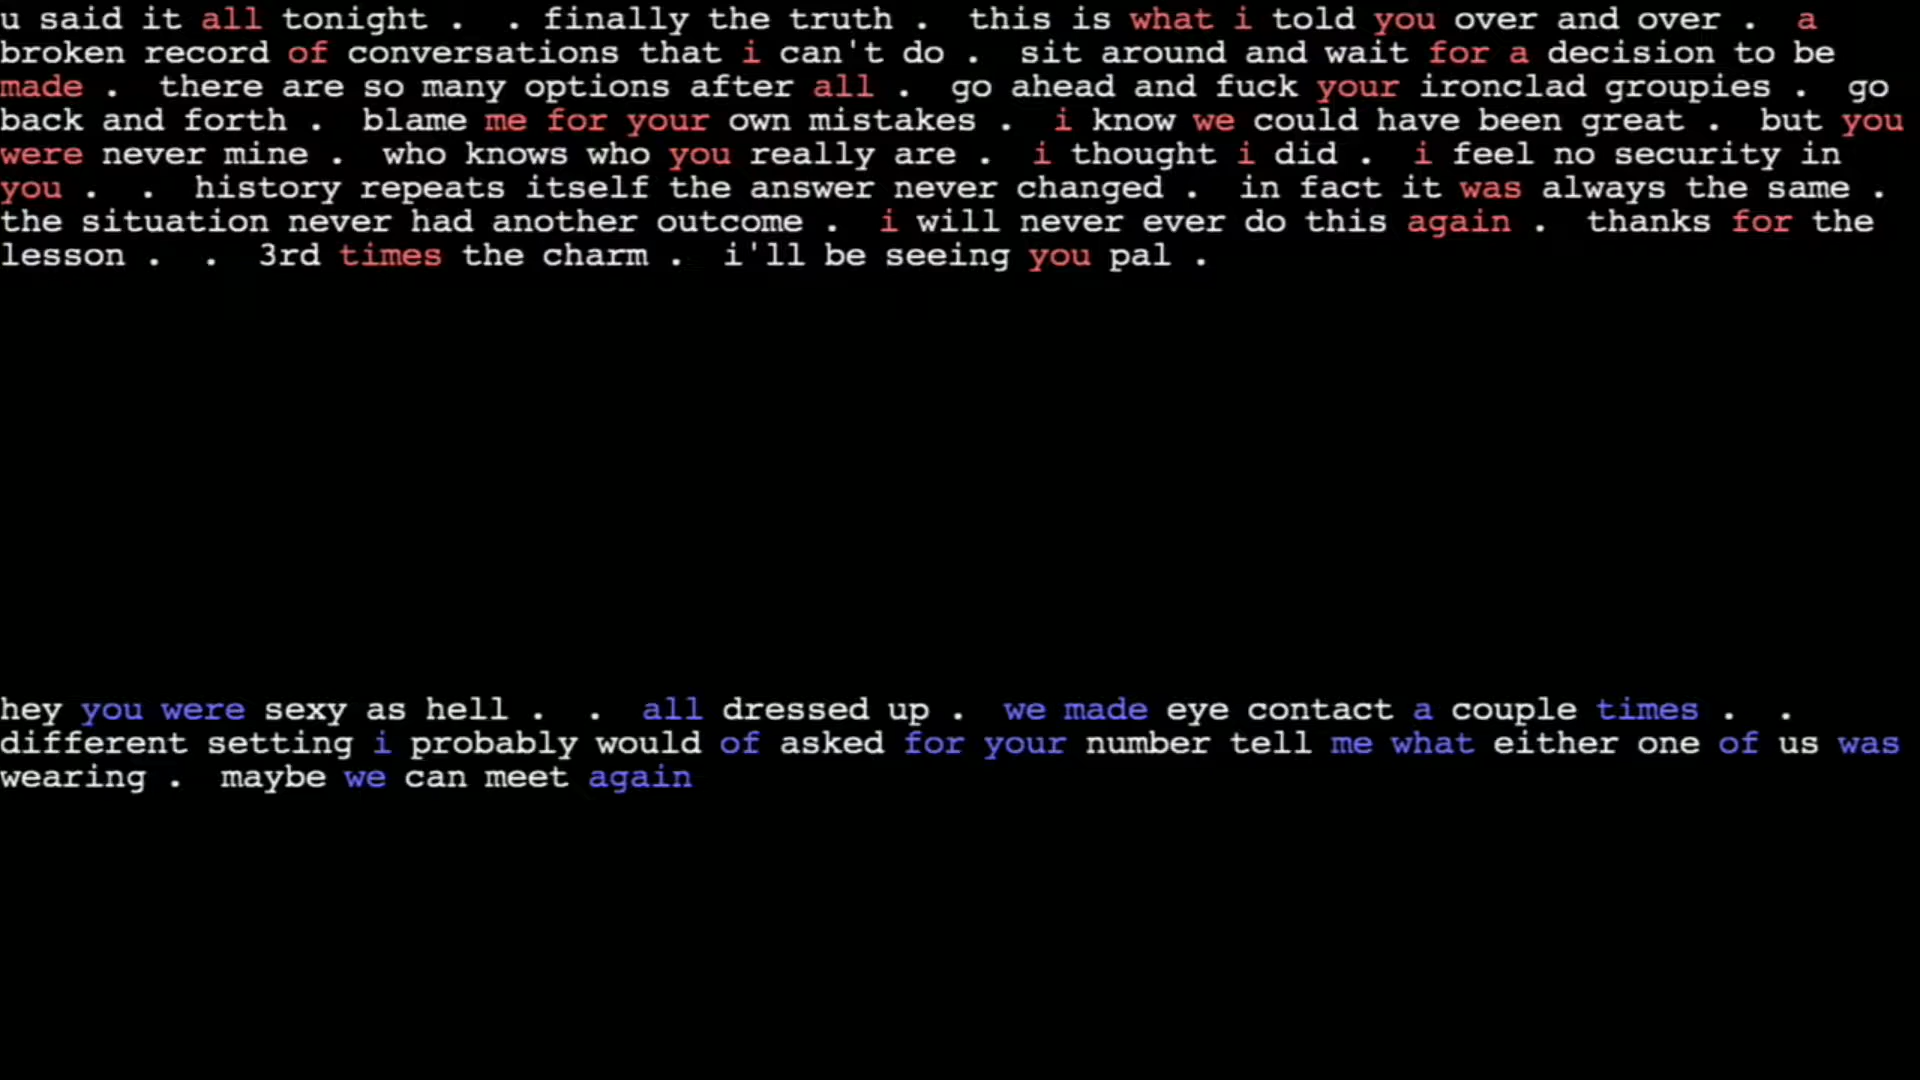 u said it all tonight . . finally the truth . this is what i told you over and over . a
broken record of conversations that i can't do . sit around and wait for a decision to be
made . there are so many options after all . go ahead and fuck your ironclad groupies . go
back and forth . blame me for your own mistakes . i know we could have been great . but you
were never mine . who knows who you really are . i thought i did . i feel no security in
you . . history repeats itself the answer never changed . in fact it was always the same .
the situation never had another outcome . i will never ever do this again . thanks for the
lesson . . 3rd times the charm . i'll be seeing you pal .
hey you were sexy as hell . . all dressed up . we made eye contact a couple times . .
different setting i probably would of asked for your number tell me what either one of us was
wearing . maybe we can meet again